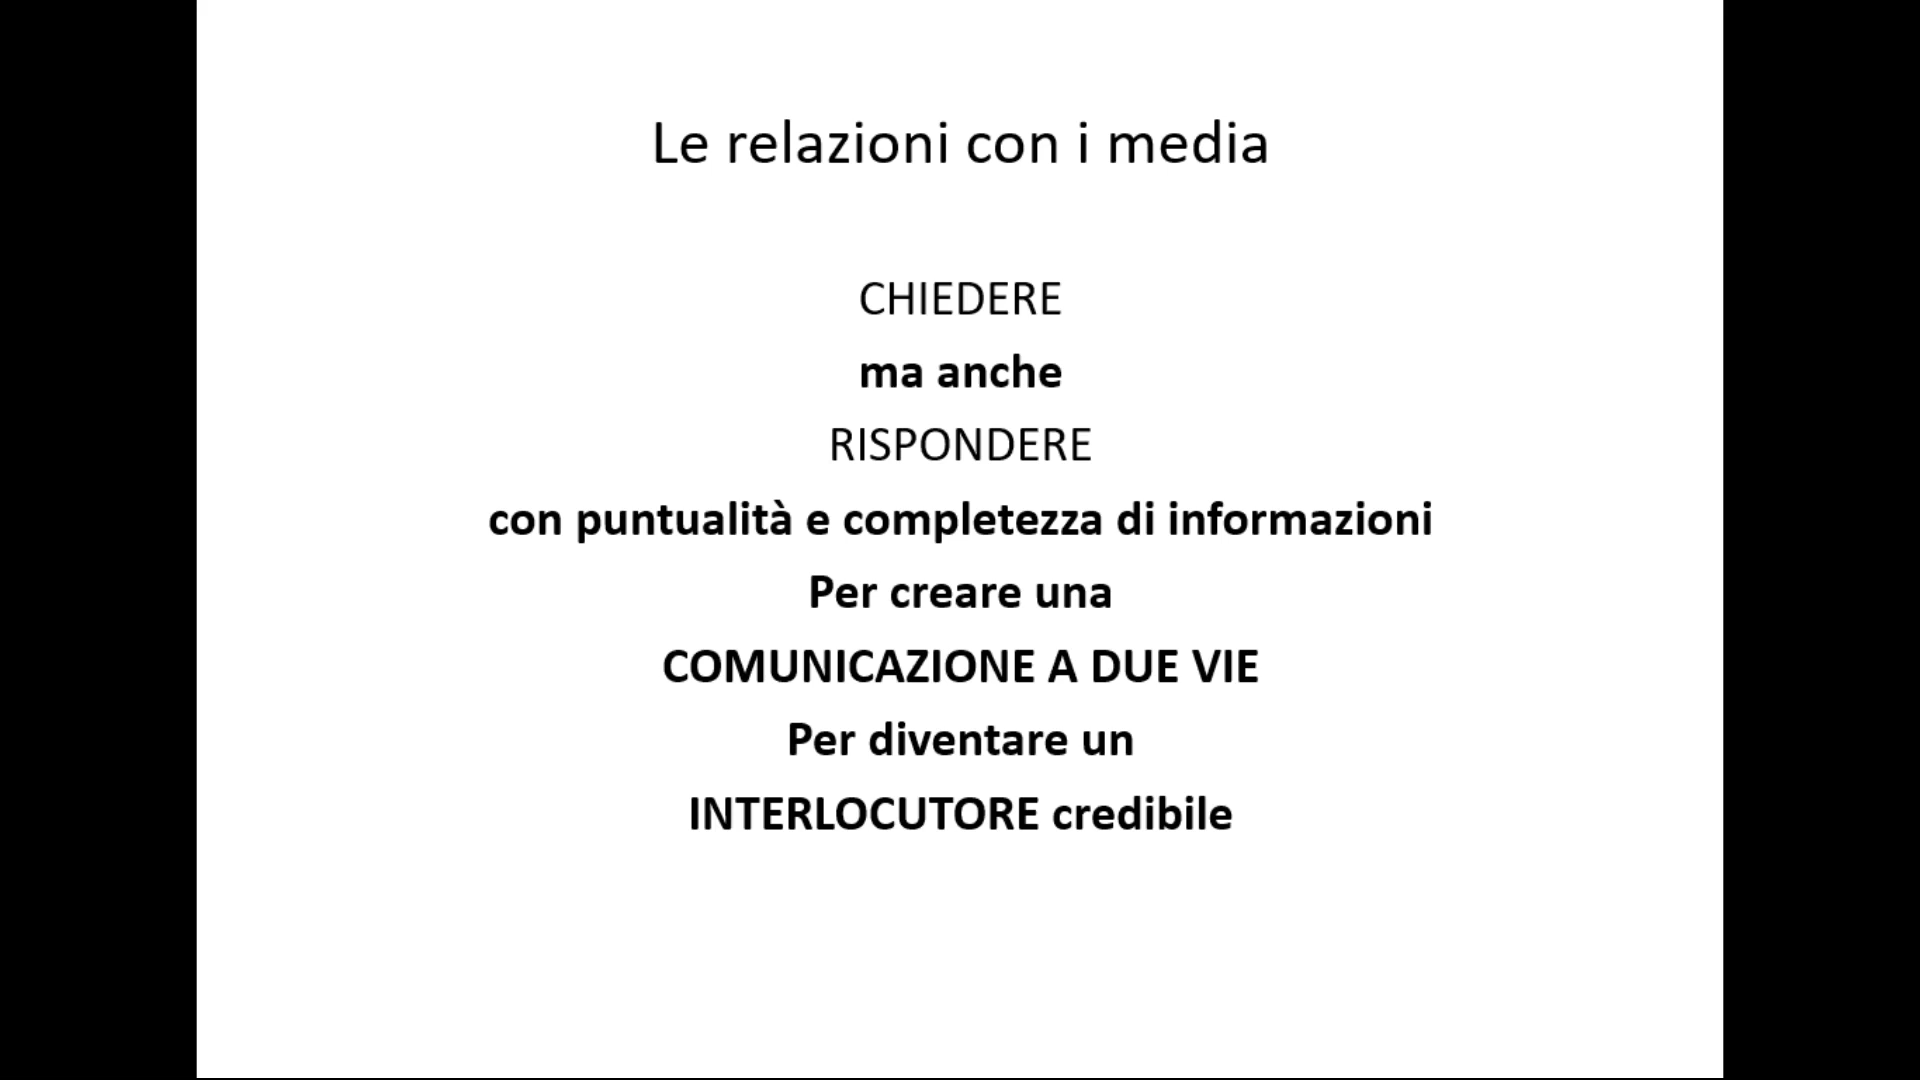 Le relazioni con i media
CHIEDERE
ma anche
RISPONDERE
con puntualità e completezza di informazioni
Per creare una
COMUNICAZIONE A DUE VIE
Per diventare un
INTERLOCUTORE credibile